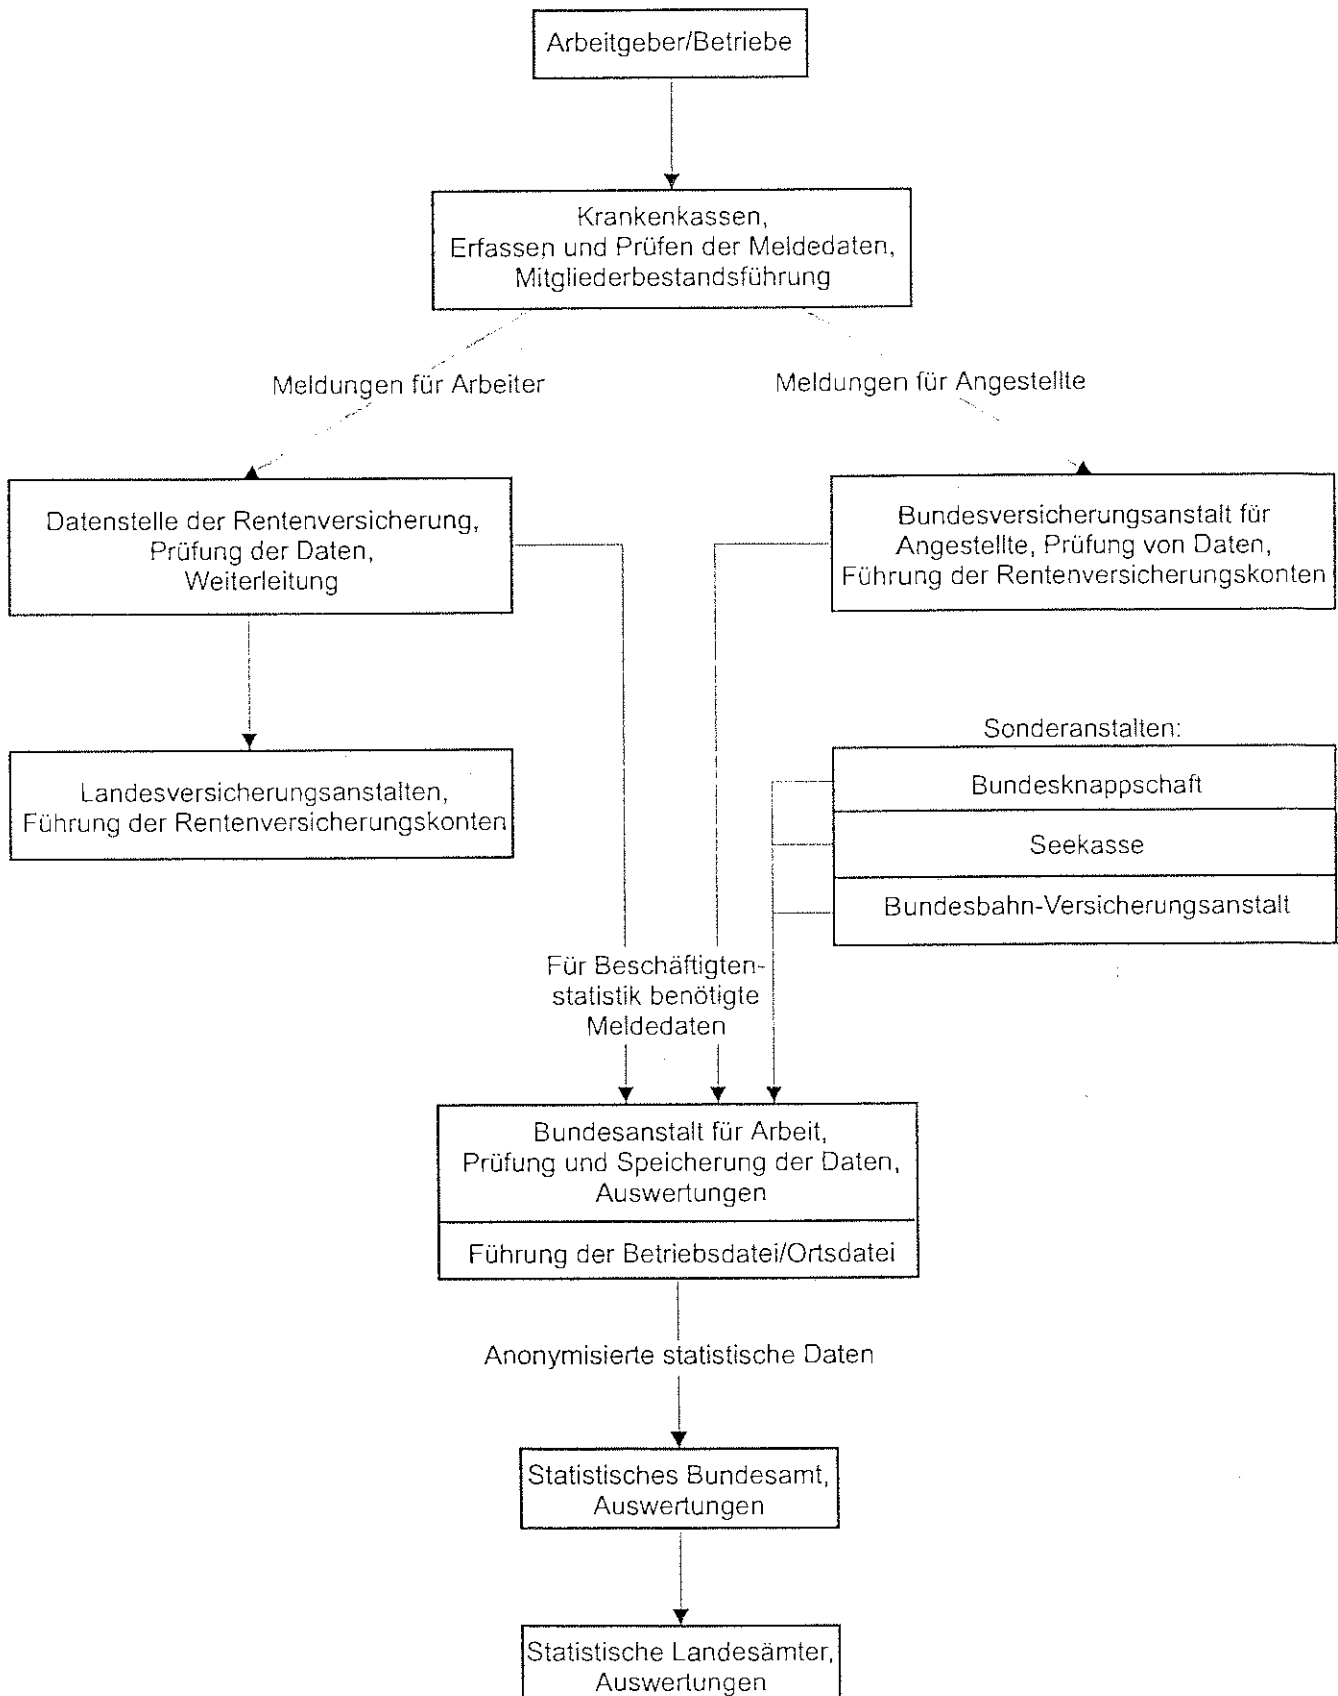 Arbeitgeber/Betriebe
Krankenkassen,
Erfassen und Prüfen der Meldedaten,
Mitgliederbestandsführung
Meldungen für Arbeiter
Meldungen für Angestellte
Datenstelle der Rentenversicherung,
Prüfung der Daten,
Weiterleitung
Bundesversicherungsanstalt für
Angestellte, Prüfung von Daten,
Führung der Rentenversicherungskonten
Landesversicherungsanstalten,
Führung der Rentenversicherungskonten
Sonderanstalten:
Bundesknappschaft
Seekasse
Bundesbahn-Versicherungsanstalt
Für Beschäftigten-
statistik benötigte
Meldedaten
Bundesanstalt für Arbeit,
Prüfung und Speicherung der Daten,
Auswertungen
Führung der Betriebsdatei/Ortsdatei
Anonymisierte statistische Daten
Statistisches Bundesamt,
Auswertungen
Statistische Landesämter,
Auswertungen